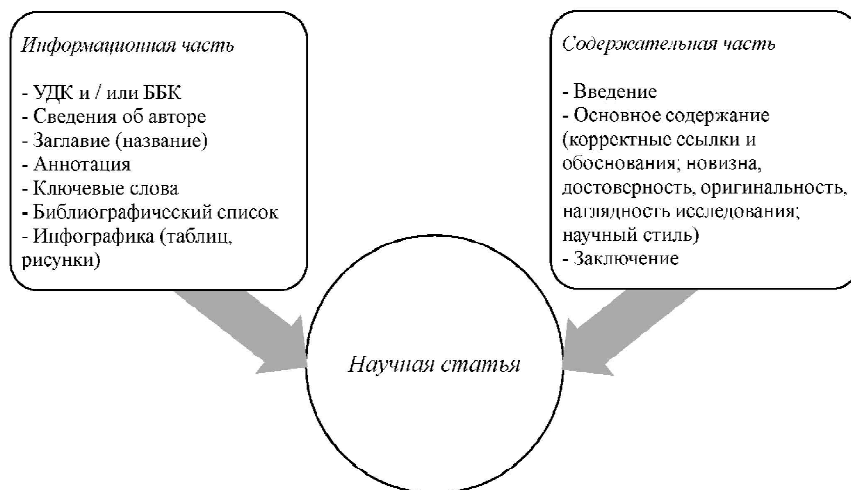 Информационная часть
- УДК и / или ББК
- Сведения об авторе
- Заглавие (название)
- Аннотация
- Ключевые слова
- Библиографический список
- Инфографика (таблиц,
рисунки)
Содержательная часть
- Введение
- Основное содержание
(корректные ссылки и
обоснования; новизна,
достоверность, оригинальность,
наглядность исследования;
научный стиль)
- Заключение
Научная статья